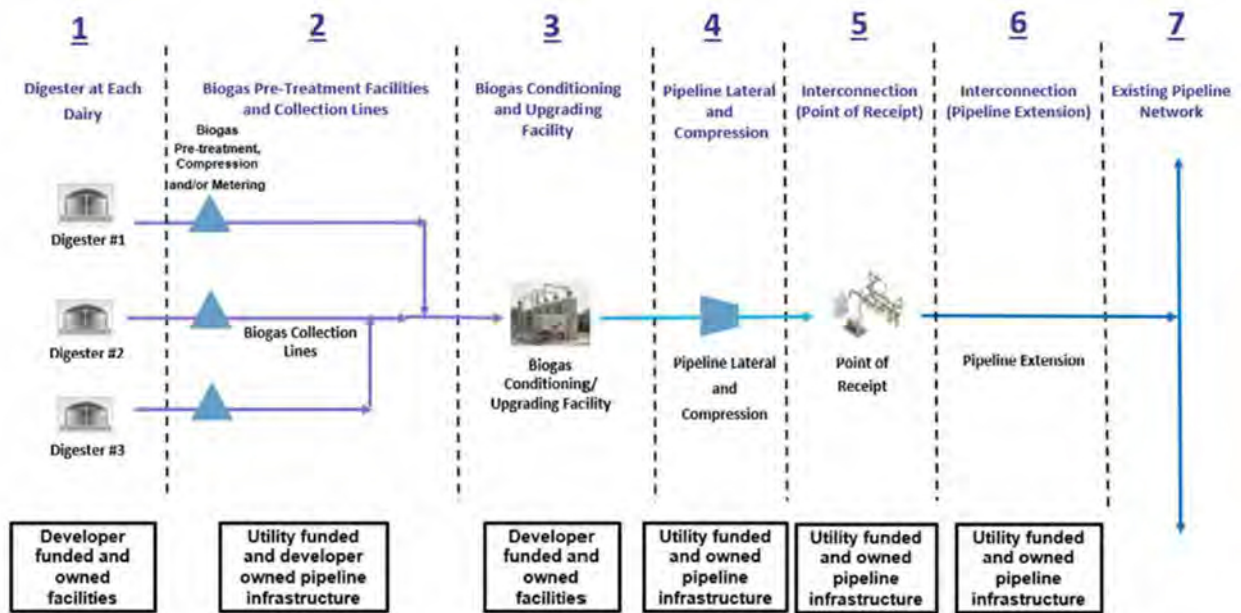 1
2
3
4
5
6
7
Digester at Each
Dairy
Biogas Pre-Treatment Facilities
and Collection Lines
Biogas Conditioning
and Upgrading
Facility
Pipeline Lateral
and
Compression
Interconnection
(Point of Receipt)
Interconnection
(Pipeline Extension)
Existing Pipeline
Network
Biogas
Pre-treatment,
Compression
and/or Metering
Digester #1
Digester #2
Digester #3
Biogas Collection
Lines
Biogas
Conditioning/
Upgrading Facility
Pipeline Lateral
and
Compression
Point of
Receipt
Pipeline Extension
Developer
funded and
owned
facilities
Utility funded
and developer
owned pipeline
infrastructure
Developer
funded and
owned
facilities
Utility funded
and owned
pipeline
infrastructure
Utility funded
and owned
pipeline
infrastructure
Utility funded
and owned
pipeline
infrastructure